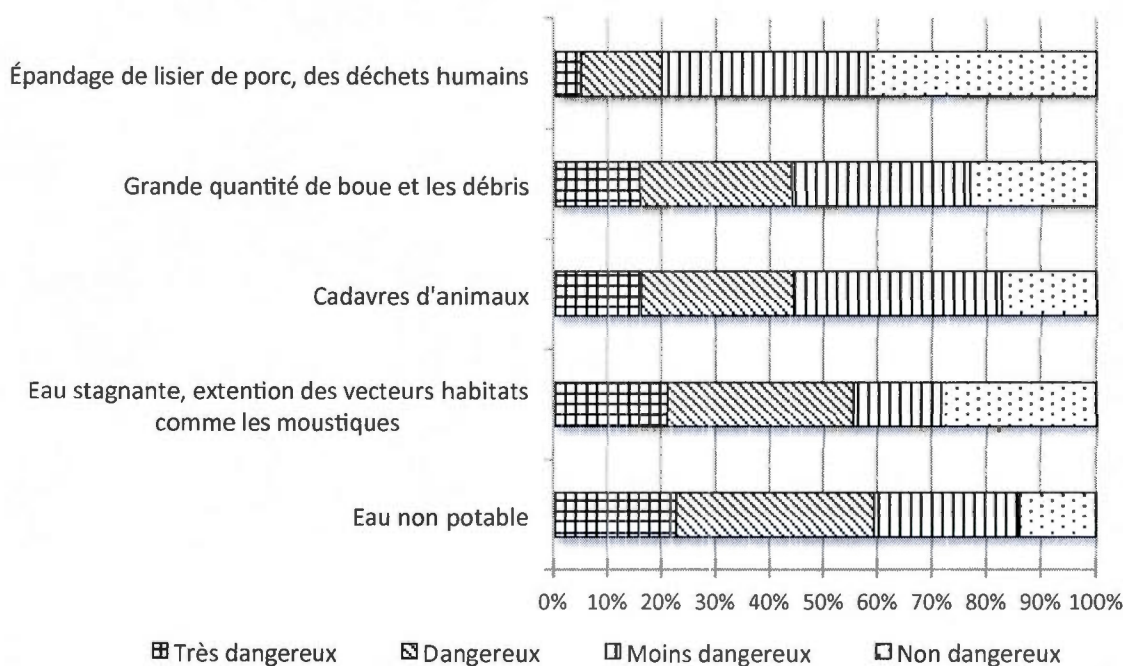 Épandage de lisier de porc, des déchets humains
Grande quantité de boue et les débris
Cadavres d'animaux
Eau stagnante, extention des vecteurs habitats
comme les moustiques
Eau non potable
0% 10% 20% 30% 40% 50% 60% 70% 80% 90% 100%
Très dangereux Dangereux Moins dangereux Non dangereux